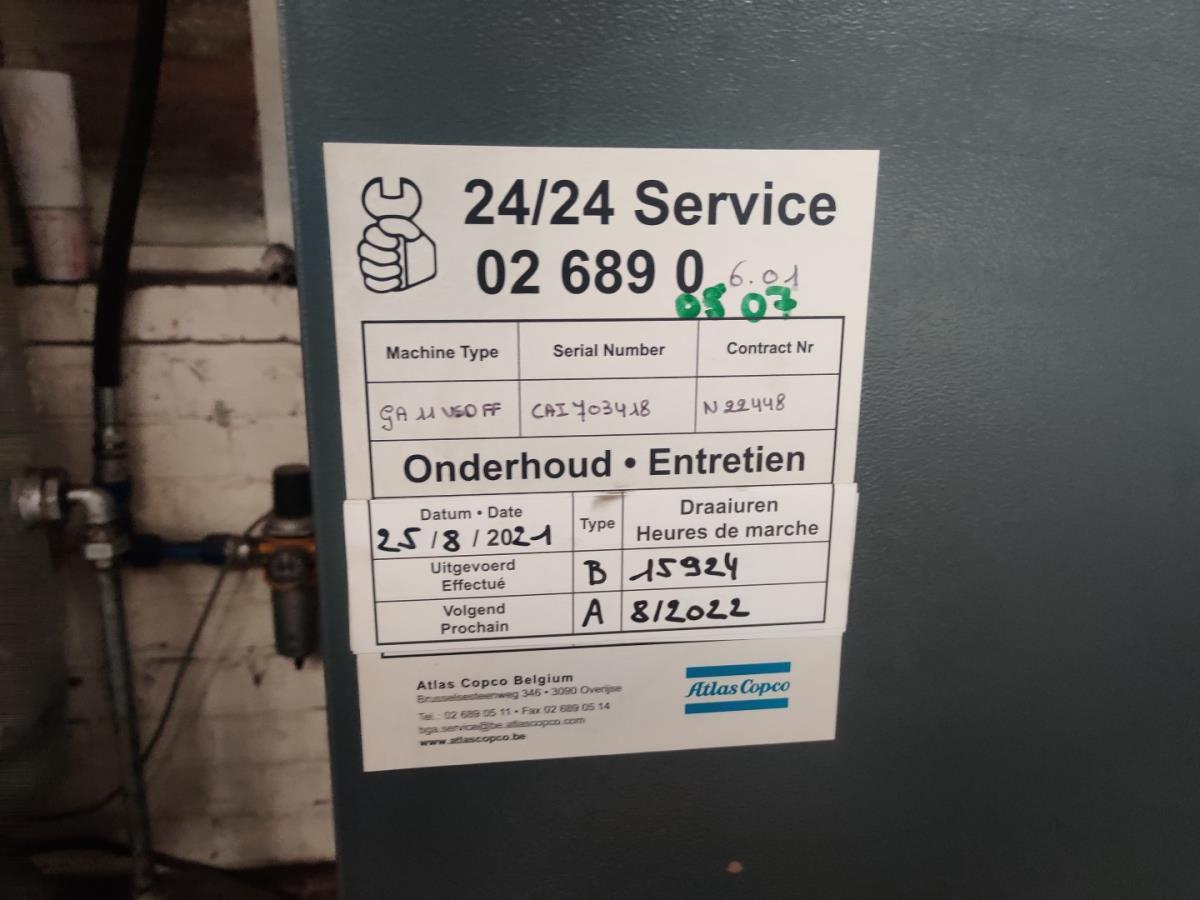 24/24 Service
02 689 0 6.01
05 07
Machine Type Serial Number Contract Nr
GA 11 VSD FF CAI 703418 N 22448
Onderhoud • Entretien
Datum • Date Type Draaiuren
25/8/2021 Heures de marche
Uitgevoerd B 15924
Effectué
Volgend A 8/2022
Prochain
Atlas Copco Belgium
Brusselsesteenweg 346 • 3090 Overijse
Tel.: 02 689 05 11 • Fax 02 689 05 14
bga.service@be.atlascopco.com
www.atlascopco.be
Atlas Copco